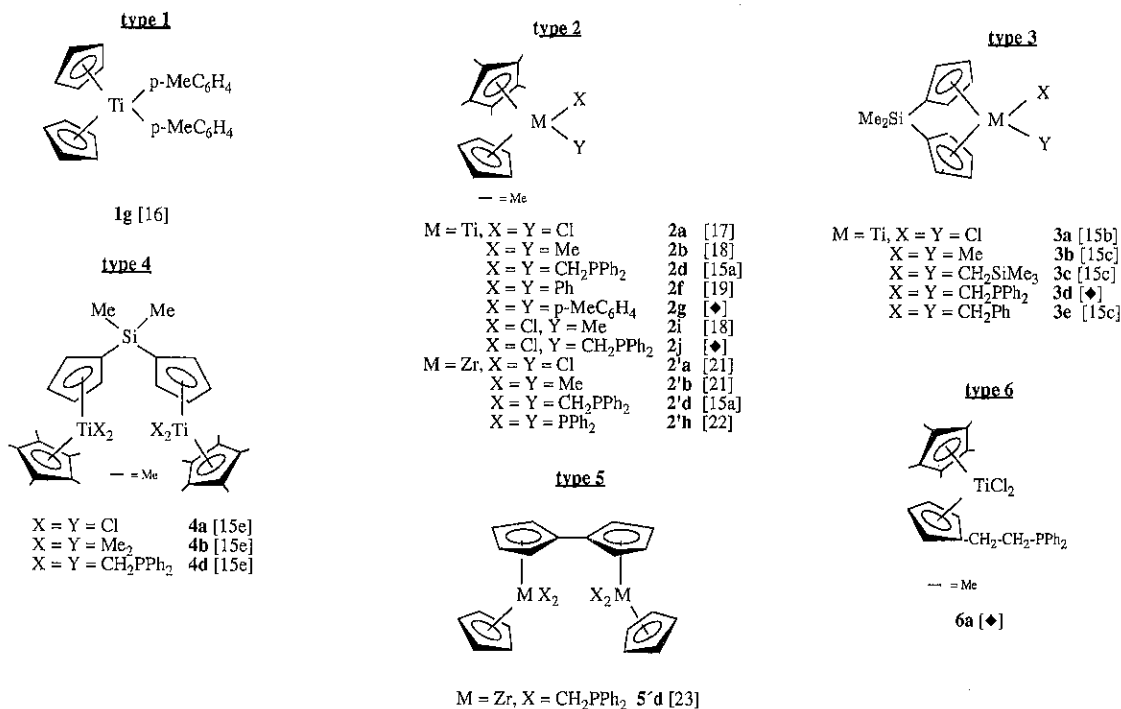 type 1
p-MeC6H4
Ti
p-MeC6H4
1g [16]
type 2
X
M
Y
— = Me
M = Ti, X = Y = Cl 2a [17]
X = Y = Me 2b [18]
X = Y = CH2PPh2 2d [15a]
X = Y = Ph 2f [19]
X = Y = p-MeC6H4 2g [◆]
X = Cl, Y = Me 2i [18]
X = Cl, Y = CH2PPh2 2j [◆]
M = Zr, X = Y = Cl 2'a [21]
X = Y = Me 2'b [21]
X = Y = CH2PPh2 2'd [15a]
X = Y = PPh2 2'h [22]
type 3
X
Me2Si
M
Y
M = Ti, X = Y = Cl 3a [15b]
X = Y = Me 3b [15c]
X = Y = CH2SiMe3 3c [15c]
X = Y = CH2PPh2 3d [◆]
X = Y = CH2Ph 3e [15c]
type 4
Me Me
Si
TiX2 X2Ti
— = Me
X = Y = Cl 4a [15e]
X = Y = Me2 4b [15e]
X = Y = CH2PPh2 4d [15e]
type 5
M X2 X2 M
M = Zr, X = CH2PPh2 5´d [23]
type 6
TiCl2
CH2-CH2-PPh2
— = Me
6a [◆]